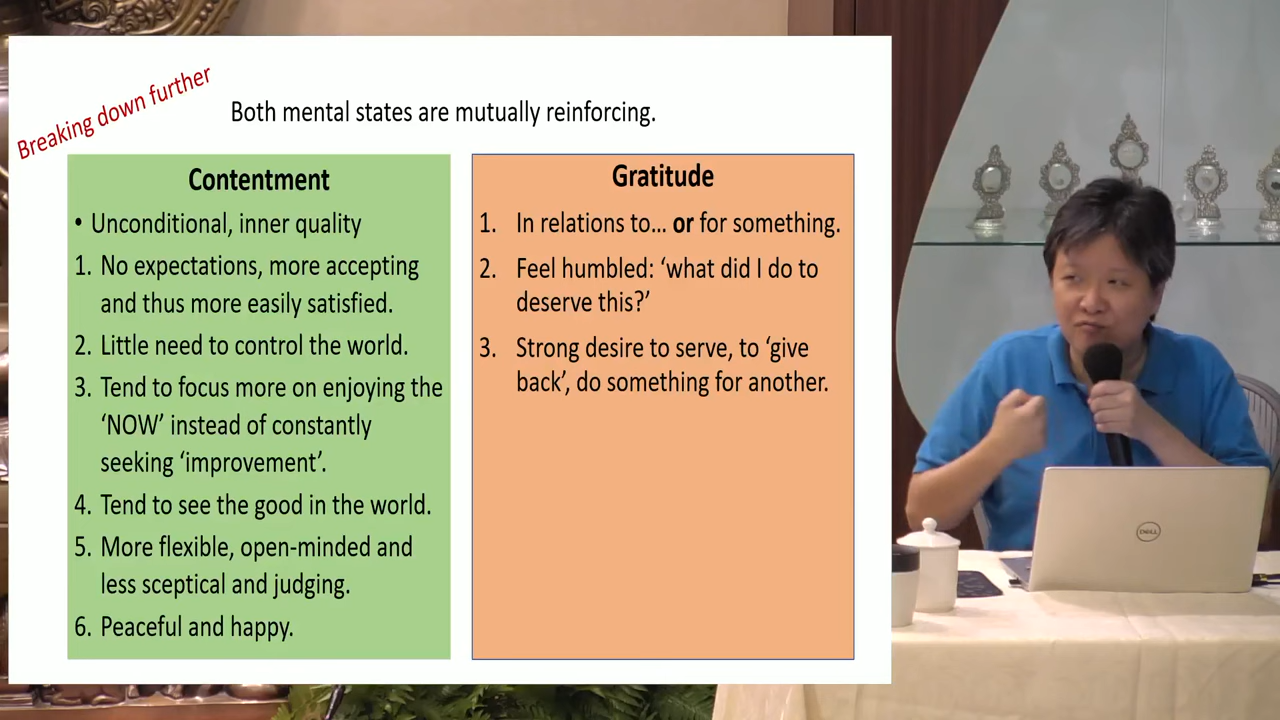 Breaking down further
Both mental states are mutually reinforcing.
Contentment
• Unconditional, inner quality
1. No expectations, more accepting
and thus more easily satisfied.
2. Little need to control the world.
3. Tend to focus more on enjoying the
‘NOW’ instead of constantly
seeking ‘improvement’.
4. Tend to see the good in the world.
5. More flexible, open-minded and
less sceptical and judging.
6. Peaceful and happy.
Gratitude
1. In relations to... or for something.
2. Feel humbled: ‘what did I do to
deserve this?’
3. Strong desire to serve, to ‘give
back’, do something for another.
DELL